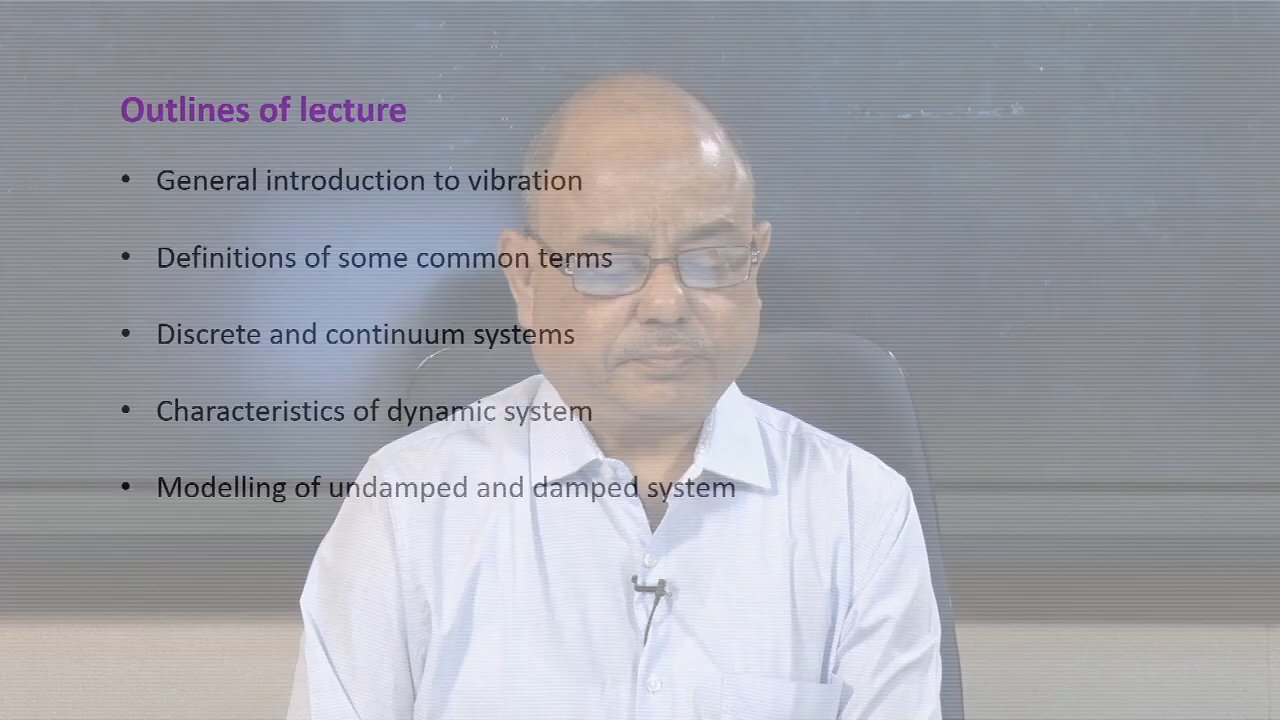 Outlines of lecture
• General introduction to vibration
• Definitions of some common terms
• Discrete and continuum systems
• Characteristics of dynamic system
• Modelling of undamped and damped system